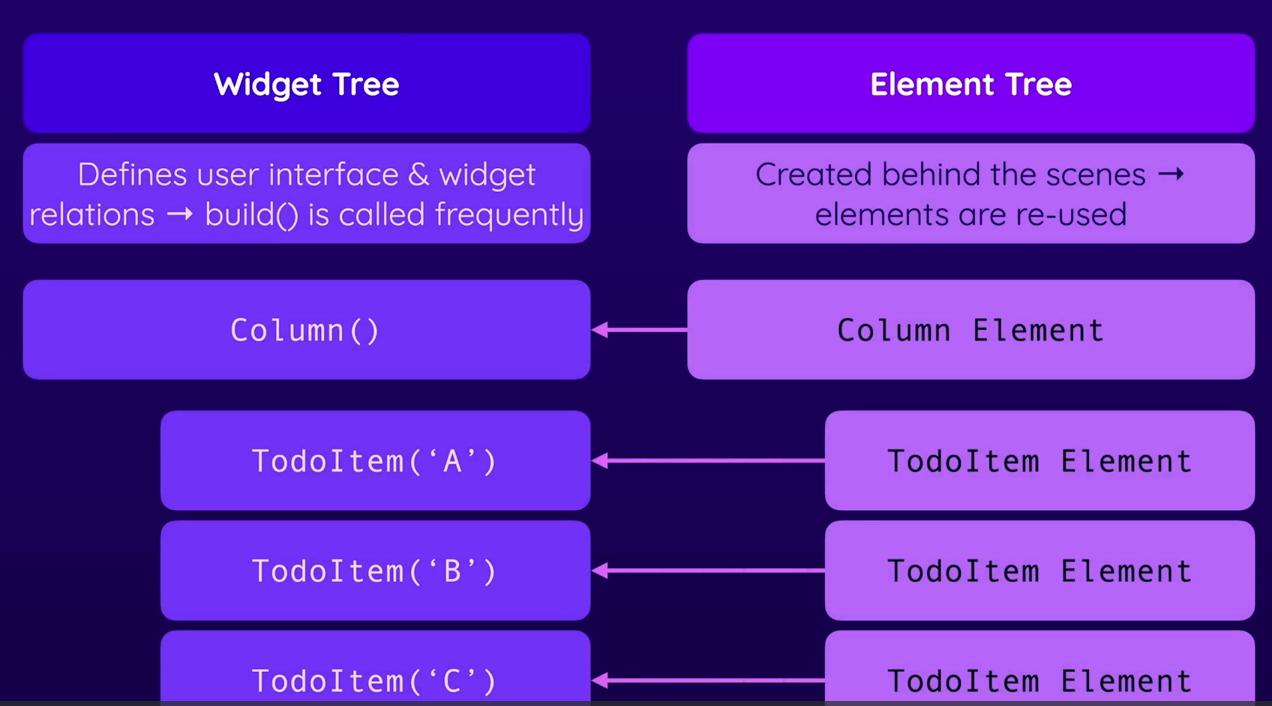 Widget Tree
Element Tree
Defines user interface & widget
relations → build() is called frequently
Created behind the scenes →
elements are re-used
Column()
Column Element
TodoItem(‘A’)
TodoItem Element
TodoItem(‘B’)
TodoItem Element
TodoItem(‘C’)
TodoItem Element